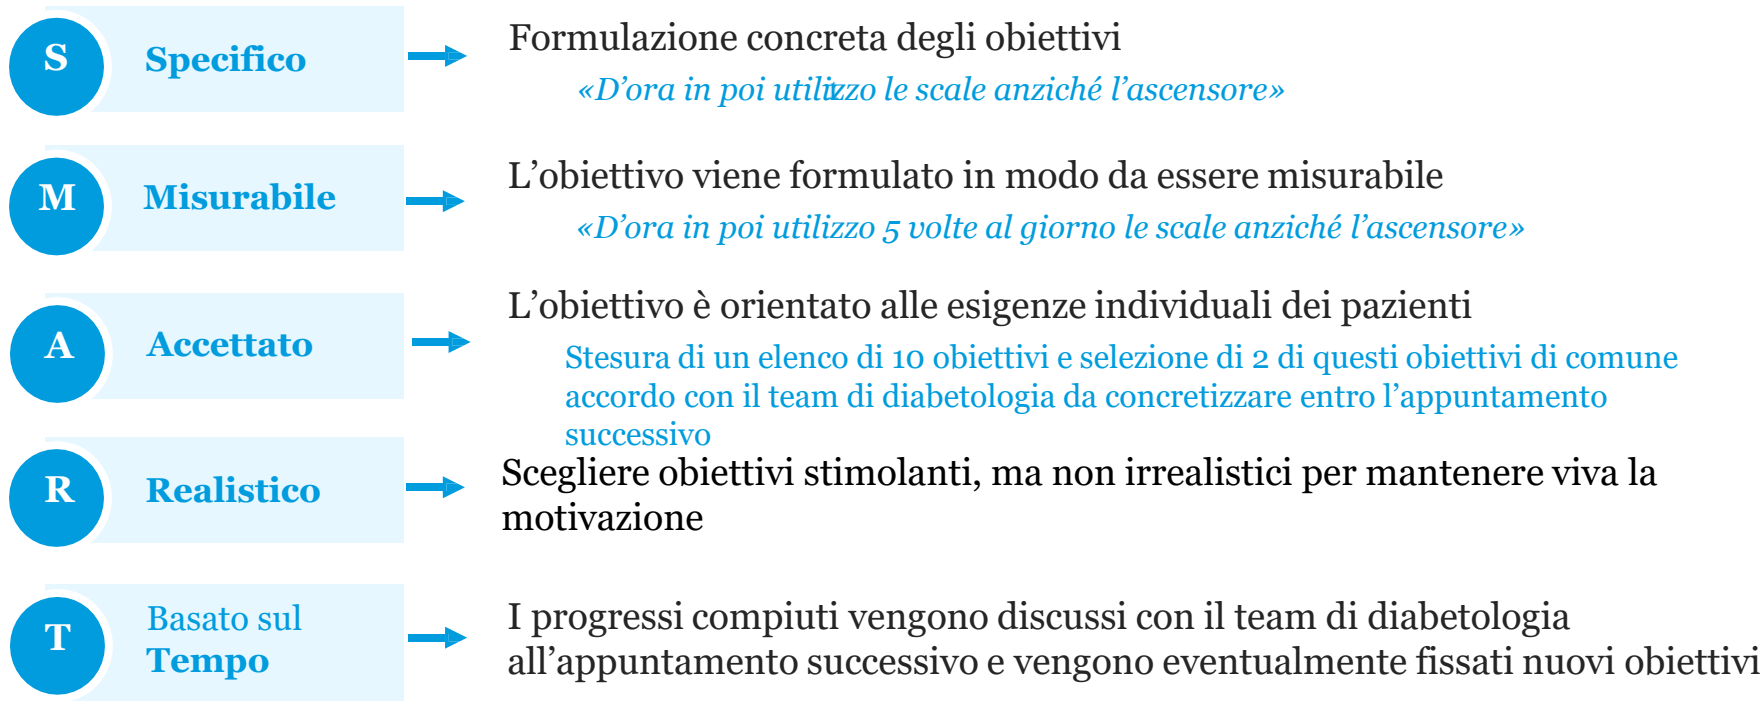 S
Specifico
Formulazione concreta degli obiettivi
«D’ora in poi utilizzo le scale anziché l’ascensore»
M
Misurabile
L’obiettivo viene formulato in modo da essere misurabile
«D’ora in poi utilizzo 5 volte al giorno le scale anziché l’ascensore»
A
Accettato
L’obiettivo è orientato alle esigenze individuali dei pazienti
Stesura di un elenco di 10 obiettivi e selezione di 2 di questi obiettivi di comune
accordo con il team di diabetologia da concretizzare entro l’appuntamento
successivo
R
Realistico
Scegliere obiettivi stimolanti, ma non irrealistici per mantenere viva la
motivazione
T
Basato sul
Tempo
I progressi compiuti vengono discussi con il team di diabetologia
all’appuntamento successivo e vengono eventualmente fissati nuovi obiettivi